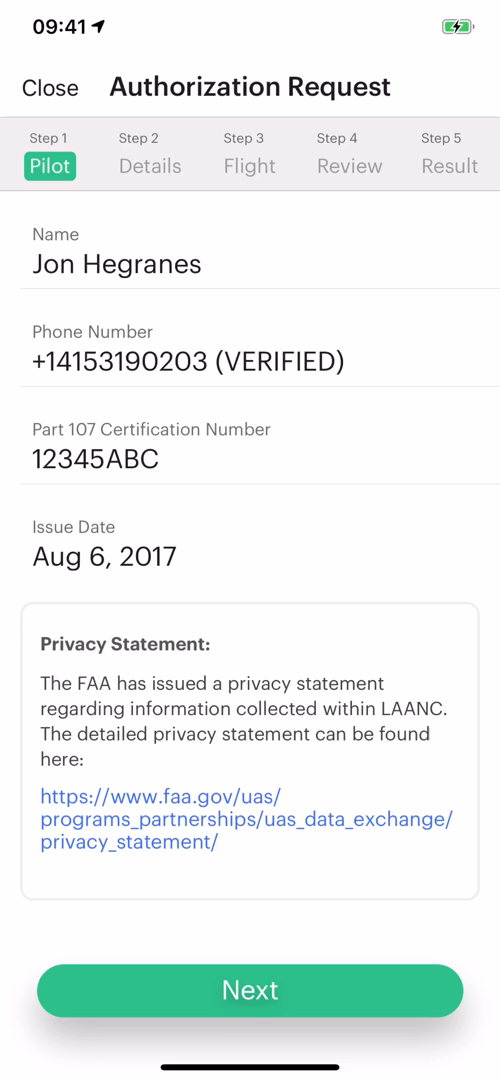 09:41
Close Authorization Request
Step 1 Step 2 Step 3 Step 4 Step 5
Pilot Details Flight Review Result
Name
Jon Hegranes
Phone Number
+14153190203 (VERIFIED)
Part 107 Certification Number
12345ABC
Issue Date
Aug 6, 2017
Privacy Statement:
The FAA has issued a privacy statement
regarding information collected within LAANC.
The detailed privacy statement can be found
here:
https://www.faa.gov/uas/
programs_partnerships/uas_data_exchange/
privacy_statement/
Next